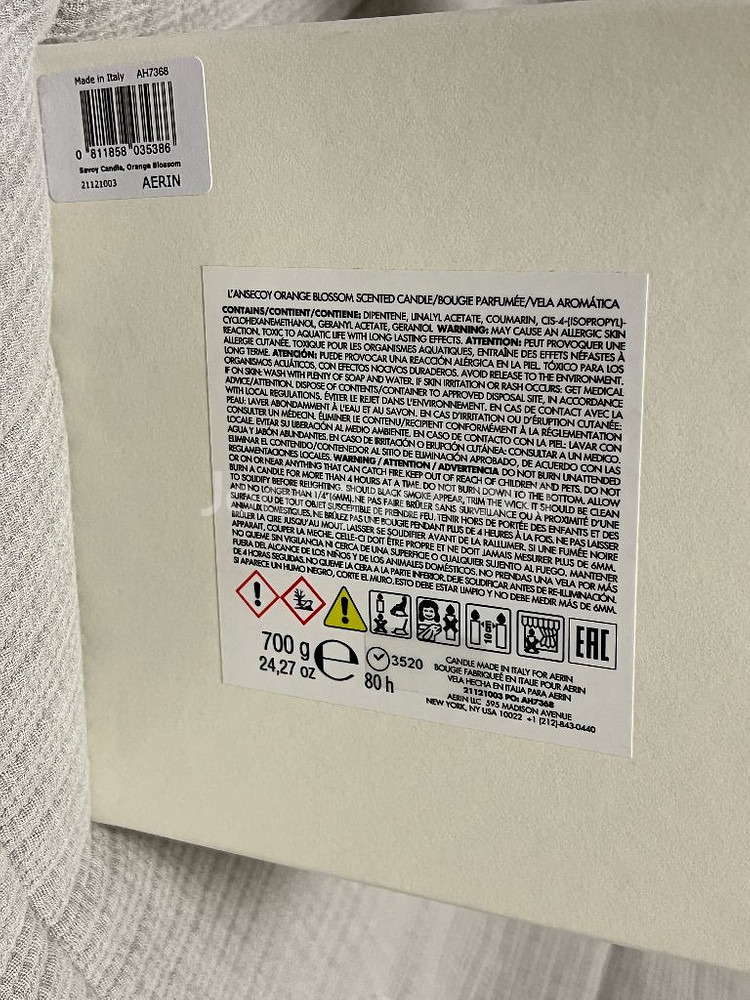 Made in Italy AH7368
0 811858 035386
Savoy Candle, Orange Blossom
21121003 AERIN
L'ANSECOY ORANGE BLOSSOM SCENTED CANDLE/BOUGIE PARFUMÉE/VELA AROMÁTICA
CONTAINS/CONTIENT/CONTIENE: DIPENTENE, LINALYL ACETATE, COUMARIN, CIS-4-(ISOPROPYL)-
CYCLOHEXANEMETHOL, GERANYL ACETATE, GERANIOL WARNING: MAY CAUSE AN ALLERGIC SKIN
REACTION. TOXIC TO AQUATIC LIFE WITH LONG LASTING EFFECTS. ATTENTION: PEUT PROVOQUER UNE
ALLERGIE CUTANÉE. TOXIQUE POUR LES ORGANISMES AQUATIQUES, ENTRAÎNE DES EFFETS NÉFASTES À
LONG TERME. ATENCIÓN: PUEDE PROVOCAR UNA REACCIÓN ALÉRGICA EN LA PIEL. TÓXICO PARA LOS
ORGANISMOS ACUÁTICOS, CON EFECTOS NOCIVOS DURADEROS. AVOID RELEASE TO THE ENVIRONMENT.
IF ON SKIN: WASH WITH PLENTY OF SOAP AND WATER. IF SKIN IRRITATION OR RASH OCCURS: GET MEDICAL
ADVICE/ATTENTION. DISPOSE OF CONTENTS/CONTAINER TO APPROVED DISPOSAL SITE, IN ACCORDANCE
WITH LOCAL REGULATIONS. ÉVITER LE REJET DANS L'ENVIRONNEMENT. EN CAS DE CONTACT AVEC LA
PEAU: LAVER ABONDAMMENT À L'EAU ET AU SAVON. EN CAS D'IRRITATION OU D'ÉRUPTION CUTANÉE:
CONSULTER UN MÉDECIN. ÉLIMINER LE CONTENU/RECIPIENT CONFORMÉMENT À LA RÉGLEMENTATION
LOCALE. EVITAR SU LIBERACIÓN AL MEDIO AMBIENTE. EN CASO DE CONTACTO CON LA PIEL: LAVAR CON
AGUA Y JABÓN ABUNDANTES. EN CASO DE IRRITACIÓN O ERUPCIÓN CUTÁNEA: CONSULTAR A UN MEDICO.
ELIMINAR EL CONTENIDO/CONTENEDOR AL SITIO DE ELIMINACIÓN APROBADO, DE ACUERDO CON LAS
REGLAMENTACIONES LOCALES. WARNING / ATTENTION / ADVERTENCIA DO NOT BURN UNATTENDED
OR ON OR NEAR ANYTHING THAT CAN CATCH FIRE. KEEP OUT OF REACH OF CHILDREN AND PETS. DO NOT
BURN A CANDLE FOR MORE THAN 4 HOURS AT A TIME. DO NOT BURN DOWN TO THE BOTTOM. ALLOW
TO SOLIDIFY BEFORE RELIGHTING. SHOULD BLACK SMOKE APPEAR, TRIM THE WICK. IT SHOULD BE CLEAN
AND NO LONGER THAN 1/4"(6MM). NE PAS FAIRE BRÛLER SANS SURVEILLANCE OU À PROXIMITÉ D'UNE
SURFACE OU DE TOUT OBJET SUSCEPTIBLE DE PRENDRE FEU. TENIR HORS DE PORTÉE DES ENFANTS ET DES
ANIMAUX DOMESTIQUES. NE BRÛLEZ PAS UNE BOUGIE PENDANT PLUS DE 4 HEURES À LA FOIS. NE PAS LAISSER
BRÛLER LA CIRE JUSQU'AU MOUT. LAISSER SE SOLIDIFIER AVANT DE LA RALLUMER. SI UNE FUMÉE NOIRE
APPARAIT, COUPER LA MECHE. CELLE-CI DOIT ÊTRE PROPRE ET NE DOIT JAMAIS MESURER PLUS DE 6MM.
NO QUEME SIN VIGILANCIA NI CERCA DE UNA SUPERFICIE O CUALQUIER SUJENTO AL FUEGO. MANTENER
FUERA DEL ALCANCE DE LOS NIÑOS Y DE LOS ANIMALES DOMÉSTICOS. NO PRENDAS UNA VELA POR MÁS
DE 4 HORAS SEGUIDAS. NO QUEME LA CERA A LA PARTE INFERIOR. DEJE SOLIDIFICAR ANTES DE RE-ILLUMINACIÓN.
SI APARECE UN HUMO NEGRO, CORTE EL MURO. ESTO DEBE ESTAR LIMPIO Y NO DEBE MEDIR MÁS DE 6MM.
10 CM
EAC
700 g
24,27 oz
e
3520
80 h
CANDLE MADE IN ITALY FOR AERIN
BOUGIE FABRIQUÉE EN ITALIE POUR AERIN
VELA HECHA EN ITALIA PARA AERIN
21121003 PO: AH7368
AERIN LLC 595 MADISON AVENUE
NEW YORK, NY USA 10022 +1 (212)-843-0440